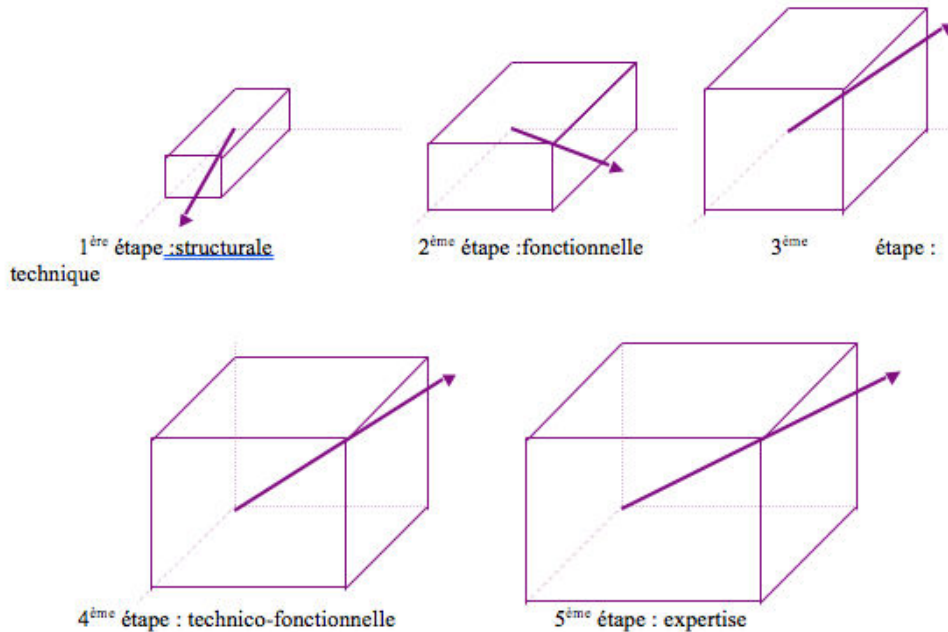 1ère étape :structurale 2ème étape :fonctionnelle 3ème étape :
technique
4ème étape : technico-fonctionnelle 5ème étape : expertise